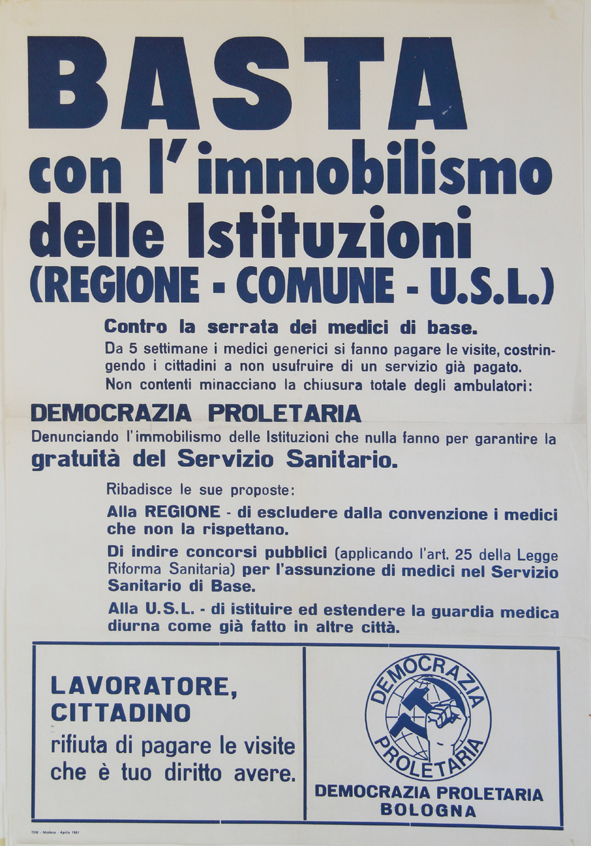 BASTA
con l'immobilismo
delle Istituzioni
(REGIONE - COMUNE - U.S.L.)
Contro la serrata dei medici di base.
Da 5 settimane i medici generici si fanno pagare le visite, costrin-
gendo i cittadini a non usufruire di un servizio già pagato.
Non contenti minacciano la chiusura totale degli ambulatori:
DEMOCRAZIA PROLETARIA
Denunciando l'immobilismo delle Istituzioni che nulla fanno per garantire la
gratuità del Servizio Sanitario.
Ribadisce le sue proposte:
Alla REGIONE - di escludere dalla convenzione i medici
che non la rispettano.
Di indire concorsi pubblici (applicando l'art. 25 della Legge
Riforma Sanitaria) per l'assunzione di medici nel Servizio
Sanitario di Base.
Alla U.S.L. - di istituire ed estendere la guardia medica
diurna come già fatto in altre città.
LAVORATORE,
CITTADINO
rifiuta di pagare le visite
che è tuo diritto avere.
DEMOCRAZIA
PROLETARIA
DEMOCRAZIA PROLETARIA
BOLOGNA
- Modena - Aprile 1981